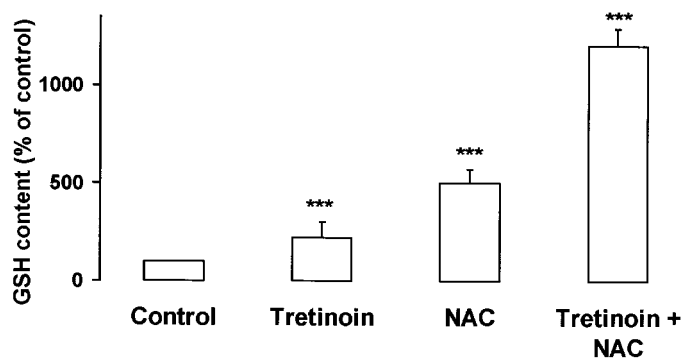 GSH content (% of control)
1000
500
0
***
***
***
Control
Tretinoin
NAC
Tretinoin +
NAC